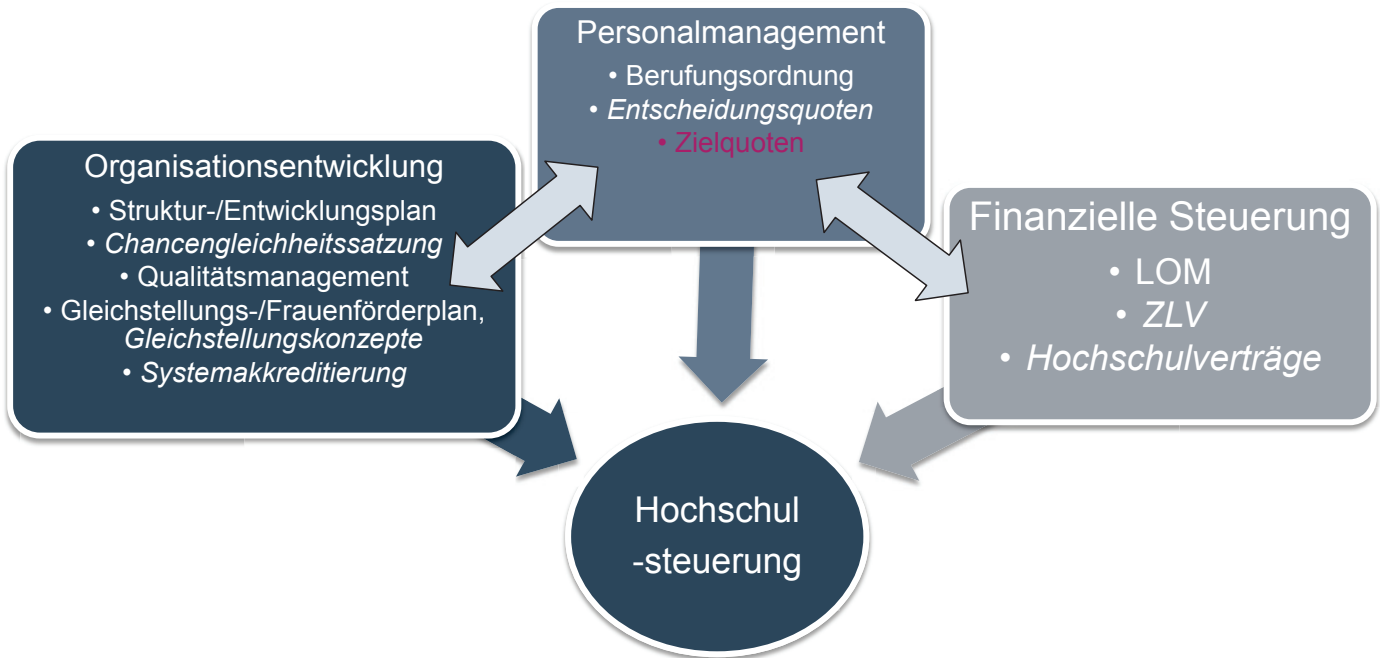 Personalmanagement
• Berufungsordnung
• Entscheidungsquoten
• Zielquoten
Organisationsentwicklung
• Struktur-/Entwicklungsplan
• Chancengleichheitssatzung
• Qualitätsmanagement
• Gleichstellungs-/Frauenförderplan,
Gleichstellungskonzepte
• Systemakkreditierung
Finanzielle Steuerung
• LOM
• ZLV
• Hochschulverträge
Hochschul
-steuerung